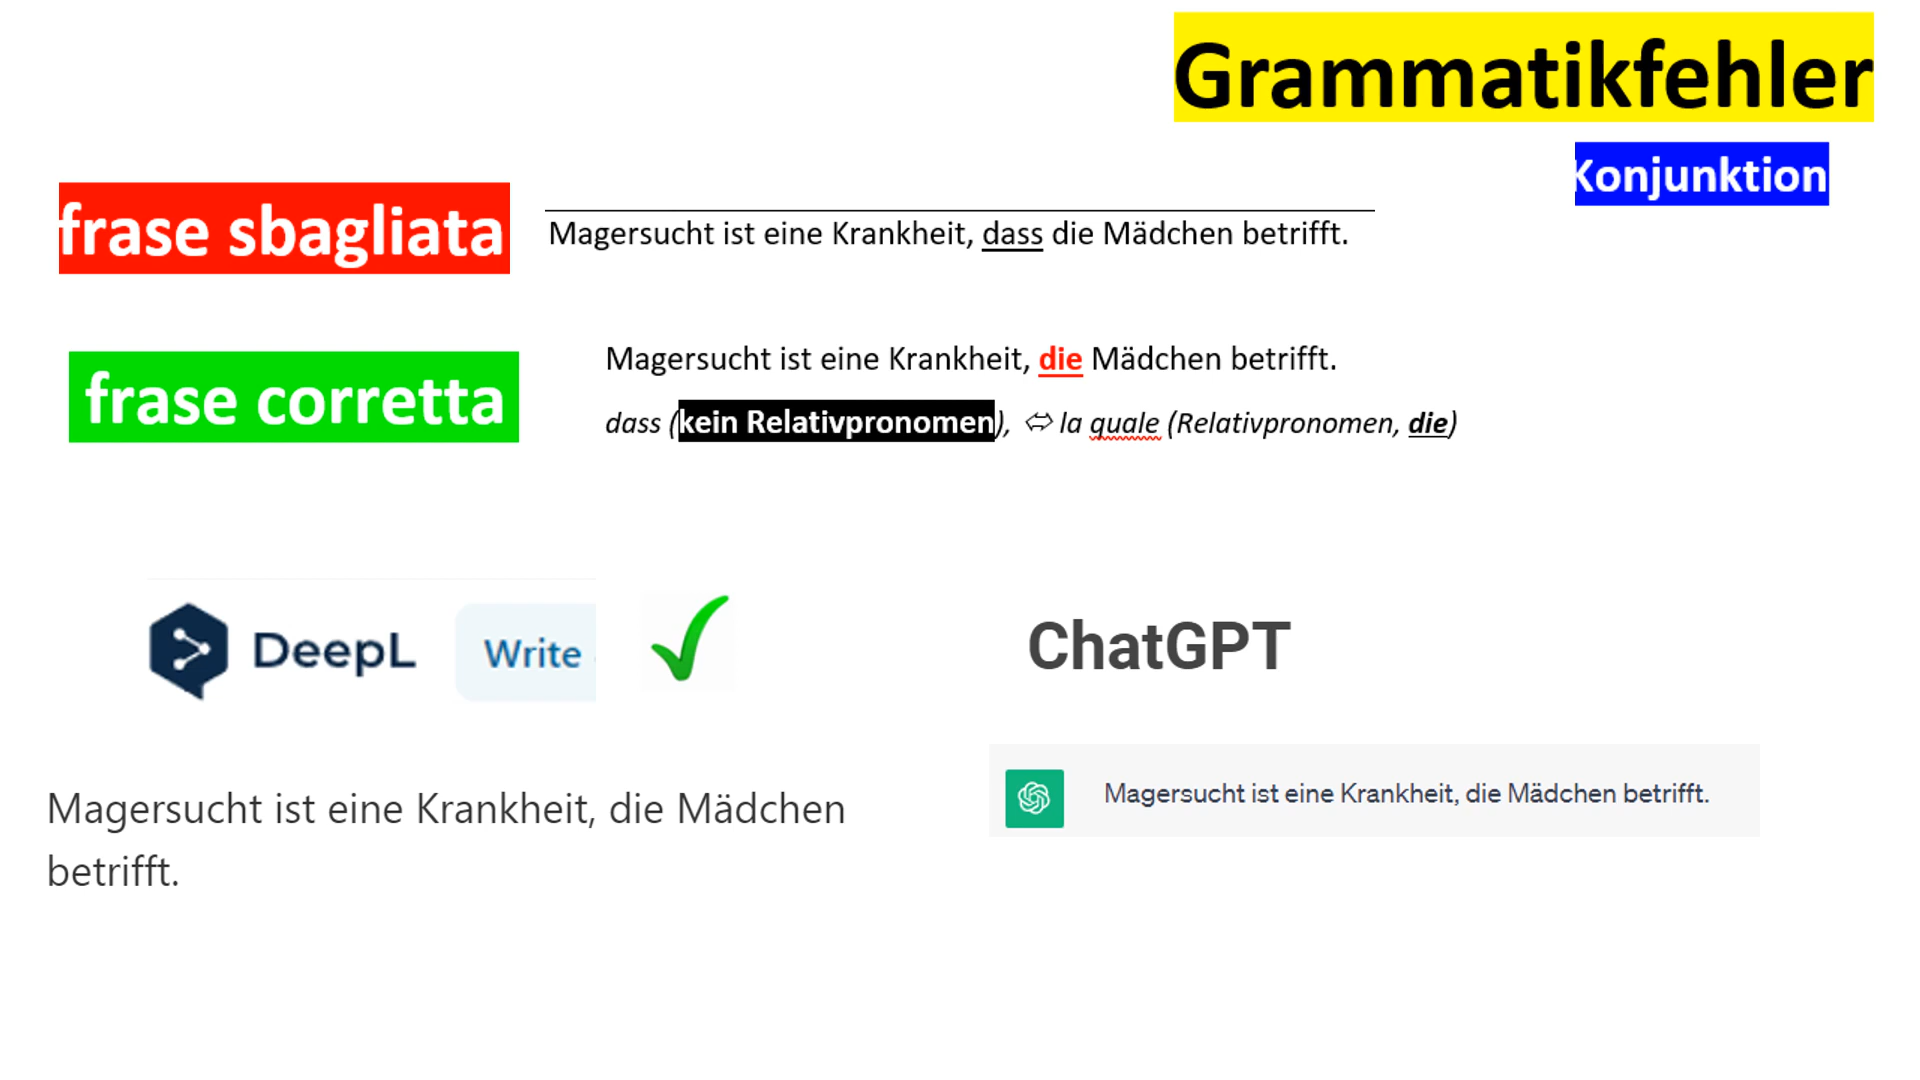 Grammatikfehler
Konjunktion
frase sbagliata
Magersucht ist eine Krankheit, dass die Mädchen betrifft.
frase corretta
Magersucht ist eine Krankheit, die Mädchen betrifft.
dass (kein Relativpronomen), ⬄ la quale (Relativpronomen, die)
DeepL Write
ChatGPT
Magersucht ist eine Krankheit, die Mädchen
betrifft.
Magersucht ist eine Krankheit, die Mädchen betrifft.